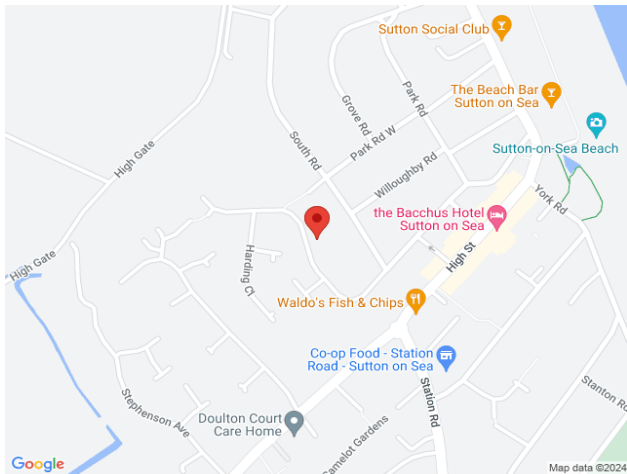 Sutton Social Club
The Beach Bar
Sutton on Sea
Sutton-on-Sea Beach
Park Rd
Grove Rd
Park Rd W
South Rd
Willoughby Rd
High Gate
York Rd
the Bacchus Hotel
Sutton on Sea
High St
High Gate
Harding Ct
Waldo's Fish & Chips
Co-op Food - Station
Road - Sutton on Sea
Station Rd
Stanton Rd
Stephenson Ave
Doulton Court
Care Home
Camelot Gardens
Google
Map data ©2024